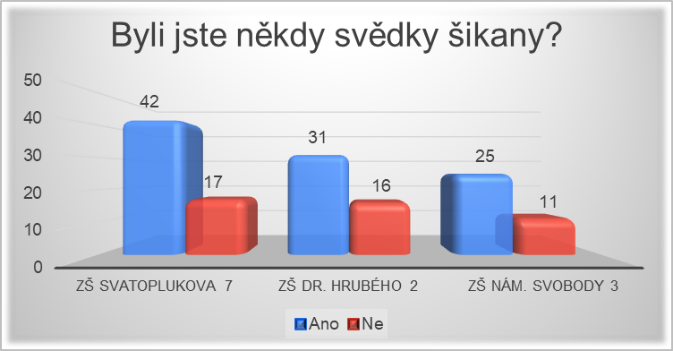 Byli jste někdy svědky šikany?
50
40
30
20
10
0
42
17
31
16
25
11
ZŠ SVATOPLUKOVA 7
ZŠ DR. HRUBÉHO 2
ZŠ NÁM. SVOBODY 3
Ano
Ne